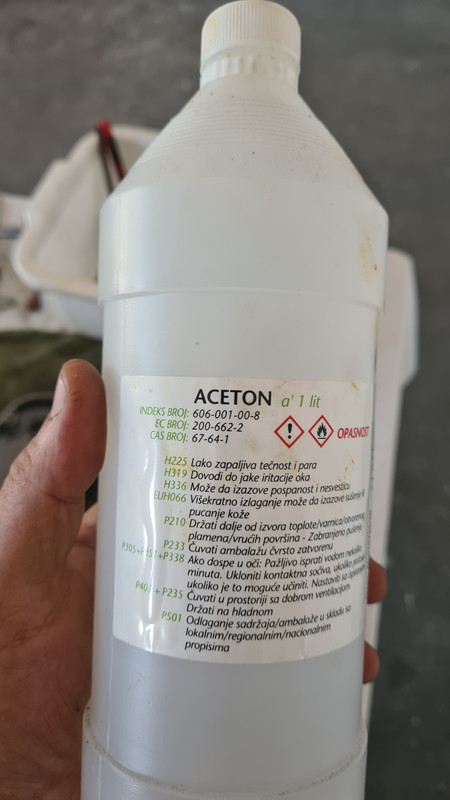 ACETON a' 1 lit
INDEKS BROJ: 606-001-00-8
EC BROJ: 200-662-2
CAS BROJ: 67-64-1
OPASNOST
H225 Lako zapaljiva tečnost i para
H319 Dovodi do jake iritacije oka
H336 Može da izazove pospanost i nesvesticu
EUH066 Višekratno izlaganje može da izazove sušenje ili
pucanje kože
P210 Držati dalje od izvora toplote/varnica/otvorenog
plamena/vrućih površina - Zabranjeno pušenje
P233 Čuvati ambalažu čvrsto zatvorenu
P305+P351+P338 Ako dospe u oči: Pažljivo isprati vodom nekoliko
minuta. Ukloniti kontaktna sočiva, ukoliko postoje
ukoliko je to moguće učiniti. Nastaviti sa ispiranjem
P403 + P235 Čuvati u prostoriji sa dobrom ventilacijom.
Držati na hladnom
P501 Odlaganje sadržaja/ambalaže u skladu sa
lokalnim/regionalnim/nacionalnim
propisima